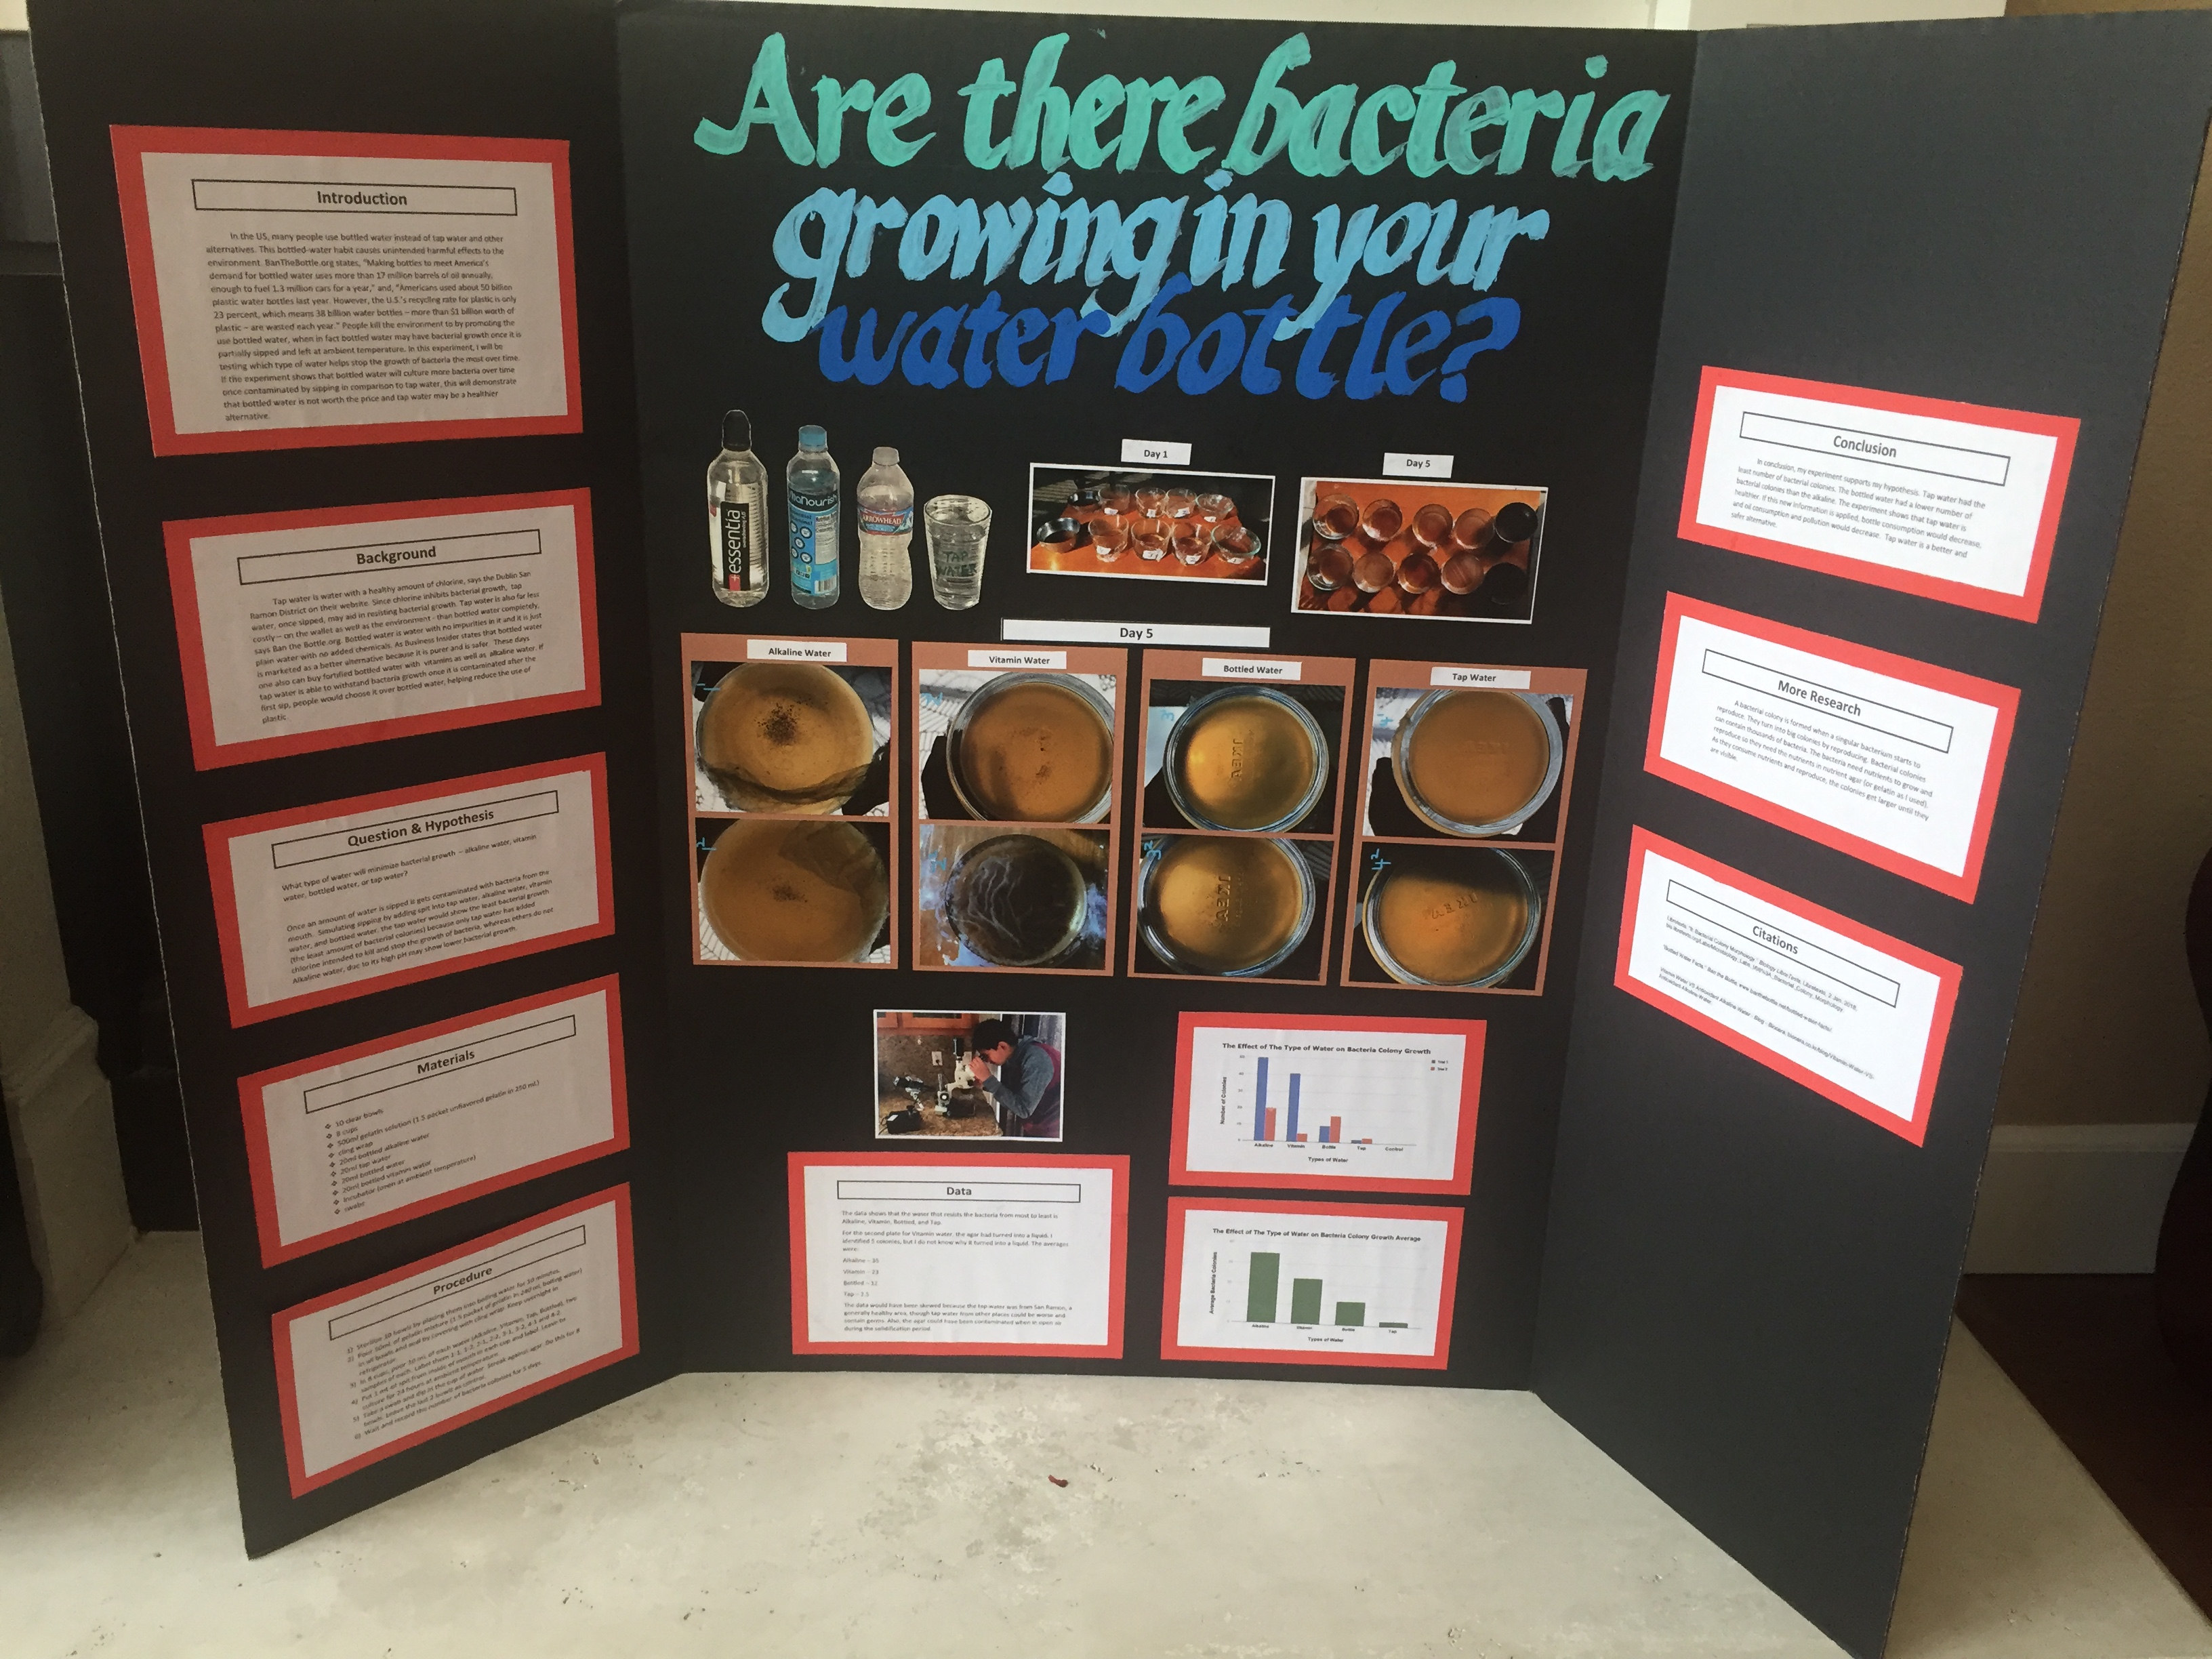 Are there bacteria
growing in your
water bottle?
Introduction
In the US, many people use bottled water instead of tap water and other
alternatives. This bottled-water habit causes unintended harmful effects to the
environment. BanTheBottle.org states, "Making bottles to meet America's
demand for bottled water uses more than 17 million barrels of oil annually,
enough to fuel 1.3 million cars for a year," and, "Americans used about 50 billion
plastic water bottles last year. However, the U.S.'s recycling rate for plastic is only
23 percent, which means 38 billion water bottles – more than $1 billion worth of
plastic – are wasted each year." People kill the environment to by promoting the
use bottled water, when in fact bottled water may have bacterial growth once it is
partially sipped and left at ambient temperature. In this experiment, I will be
testing which type of water helps stop the growth of bacteria the most over time.
If the experiment shows that bottled water will culture more bacteria over time
once contaminated by sipping in comparison to tap water, this will demonstrate
that bottled water is not worth the price and tap water may be a healthier
alternative.
Background
Tap water is water with a healthy amount of chlorine, says the Dublin San
Ramon District on their website. Since chlorine inhibits bacterial growth, tap
water, once sipped, may aid in resisting bacterial growth. Tap water is also far less
costly – on the wallet as well as the environment - than bottled water completely,
says Ban the Bottle.org. Bottled water is water with no impurities in it and it is just
plain water with no added chemicals. As Business Insider states that bottled water
is marketed as a better alternative because it is purer and is safer. These days
one also can buy fortified bottled water with vitamins as well as alkaline water. If
tap water is able to withstand bacteria growth once it is contaminated after the
first sip, people would choose it over bottled water, helping reduce the use of
plastic.
Question & Hypothesis
What type of water will minimize bacterial growth – alkaline water, vitamin
water, bottled water, or tap water?
Once an amount of water is sipped it gets contaminated with bacteria from the
mouth. Simulating sipping by adding spit into tap water, alkaline water, vitamin
water, and bottled water, the tap water would show the least bacterial growth
(the least amount of bacterial colonies) because only tap water has added
chlorine intended to kill and stop the growth of bacteria, whereas others do not
Alkaline water, due to its high pH may show lower bacterial growth
Materials
10 clear bowls
8 cups
500ml gelatin solution (1.5 packet unflavored gelatin in 250 ml)
cling wrap
20ml bottled alkaline water
20ml tap water
20ml bottled water
20ml bottled vitamin water
Incubator (oven at ambient temperature)
swabs
Procedure
1) Sterilize 10 bowls by placing them into boiling water for 10 minutes.
2) Pour 50ml of gelatin mixture (1.5 packet of gelatin in 240 mL boiling water)
in all bowls and seal by covering with cling wrap. Keep overnight in
refrigerator.
3) In 8 cups, pour 10 mL of each water (Alkaline, Vitamin, Tap, Bottled), two
samples of each. Label them 1-1, 1-2, 2-1, 2-2, 3-1, 3-2, 4-1 and 4-2.
4) Put 1 mL of spit from inside of mouth in each cup and label. Leave to
culture for 24 hours at ambient temperature.
5) Take a swab and dip in the cup of water. Streak against agar. Do this for 8
bowls. Leave the last 2 bowls as control.
6) Wait and record the number of bacteria colonies for 5 days.
essentia
nourish
ARROWHEAD
TAP
WATER
Day 1
Day 5
Day 5
Alkaline Water
Vitamin Water
Bottled Water
Tap Water
Data
The data shows that the water that resists the bacteria from most to least is
Alkaline, Vitamin, Bottled, and Tap.
For the second plate for Vitamin water, the agar had turned into a liquid. I
identified 5 colonies, but I do not know why it turned into a liquid. The averages
were:
Alkaline – 35
Vitamin – 23
Bottled – 12
Tap – 2.5
The data would have been skewed because the tap water was from San Ramon, a
generally healthy area, though tap water from other places could be worse and
contain germs. Also, the agar could have been contaminated when in open air
during the solidification period.
The Effect of The Type of Water on Bacteria Colony Growth
Number of Colonies
Alkaline Vitamin Bottle Tap Control
Types of Water
The Effect of The Type of Water on Bacteria Colony Growth Average
Average Bacteria Colonies
Alkaline Vitamin Bottle Tap
Types of Water
Conclusion
In conclusion, my experiment supports my hypothesis. Tap water had the
least number of bacterial colonies. The bottled water had a lower number of
bacterial colonies than the alkaline. The experiment shows that tap water is
healthier. If this new information is applied, bottle consumption would decrease,
and oil consumption and pollution would decrease. Tap water is a better and
safer alternative.
More Research
A bacterial colony is formed when a singular bacterium starts to
reproduce. They turn into big colonies by reproducing. Bacterial colonies
can contain thousands of bacteria. The bacteria need nutrients to grow and
reproduce so they need the nutrients in nutrient agar (or gelatin as I used).
As they consume nutrients and reproduce, the colonies get larger until they
are visible.
Citations
Libretexts. "9: Bacterial Colony Morphology." Biology LibreTexts, Libretexts, 3 Jan. 2018,
"Bottled Water Facts." Ban the Bottle, www.banthebottle.net/bottled-water-facts/